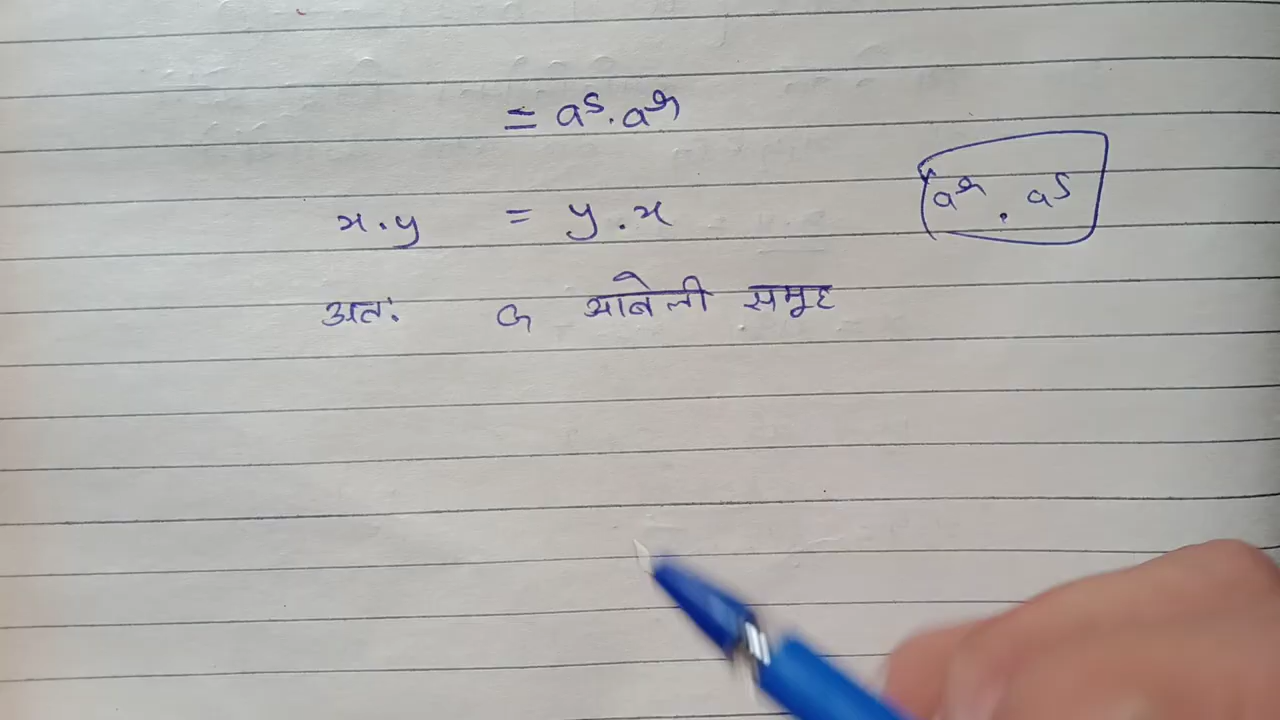 = a^s . a^r
x . y = y . x
a^r . a^s
अतः G आबेली समूह